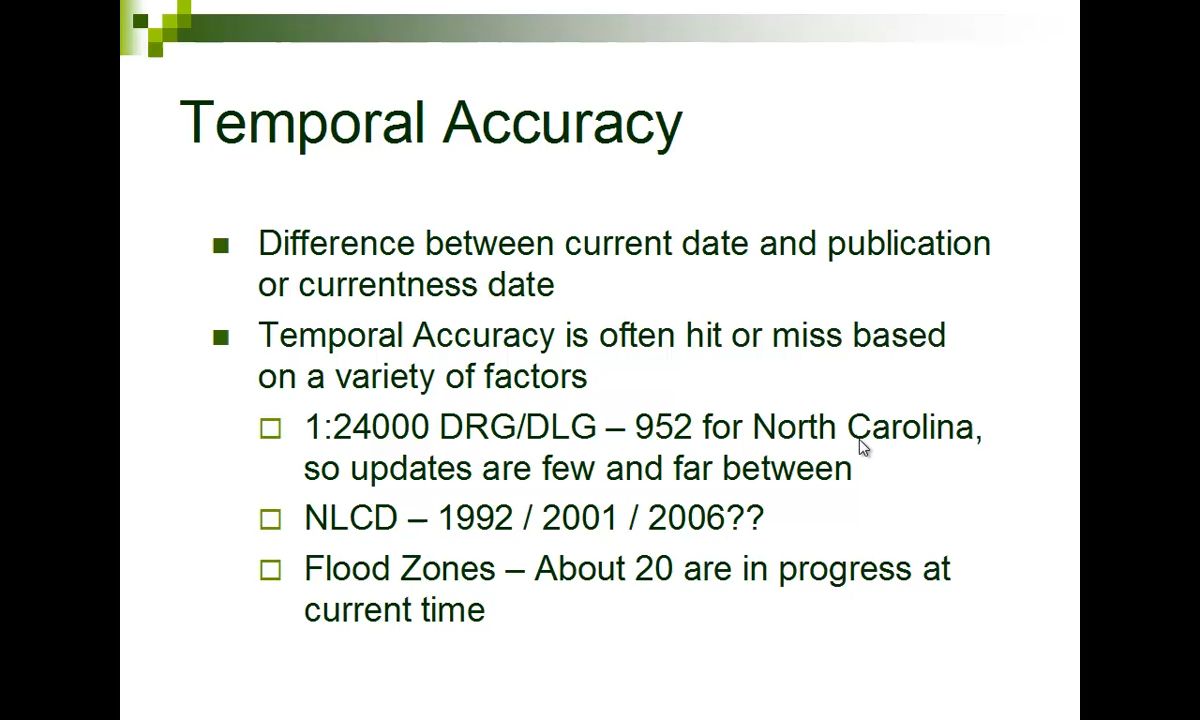 Temporal Accuracy
Difference between current date and publication
or currentness date
Temporal Accuracy is often hit or miss based
on a variety of factors
1:24000 DRG/DLG – 952 for North Carolina,
so updates are few and far between
NLCD – 1992 / 2001 / 2006??
Flood Zones – About 20 are in progress at
current time